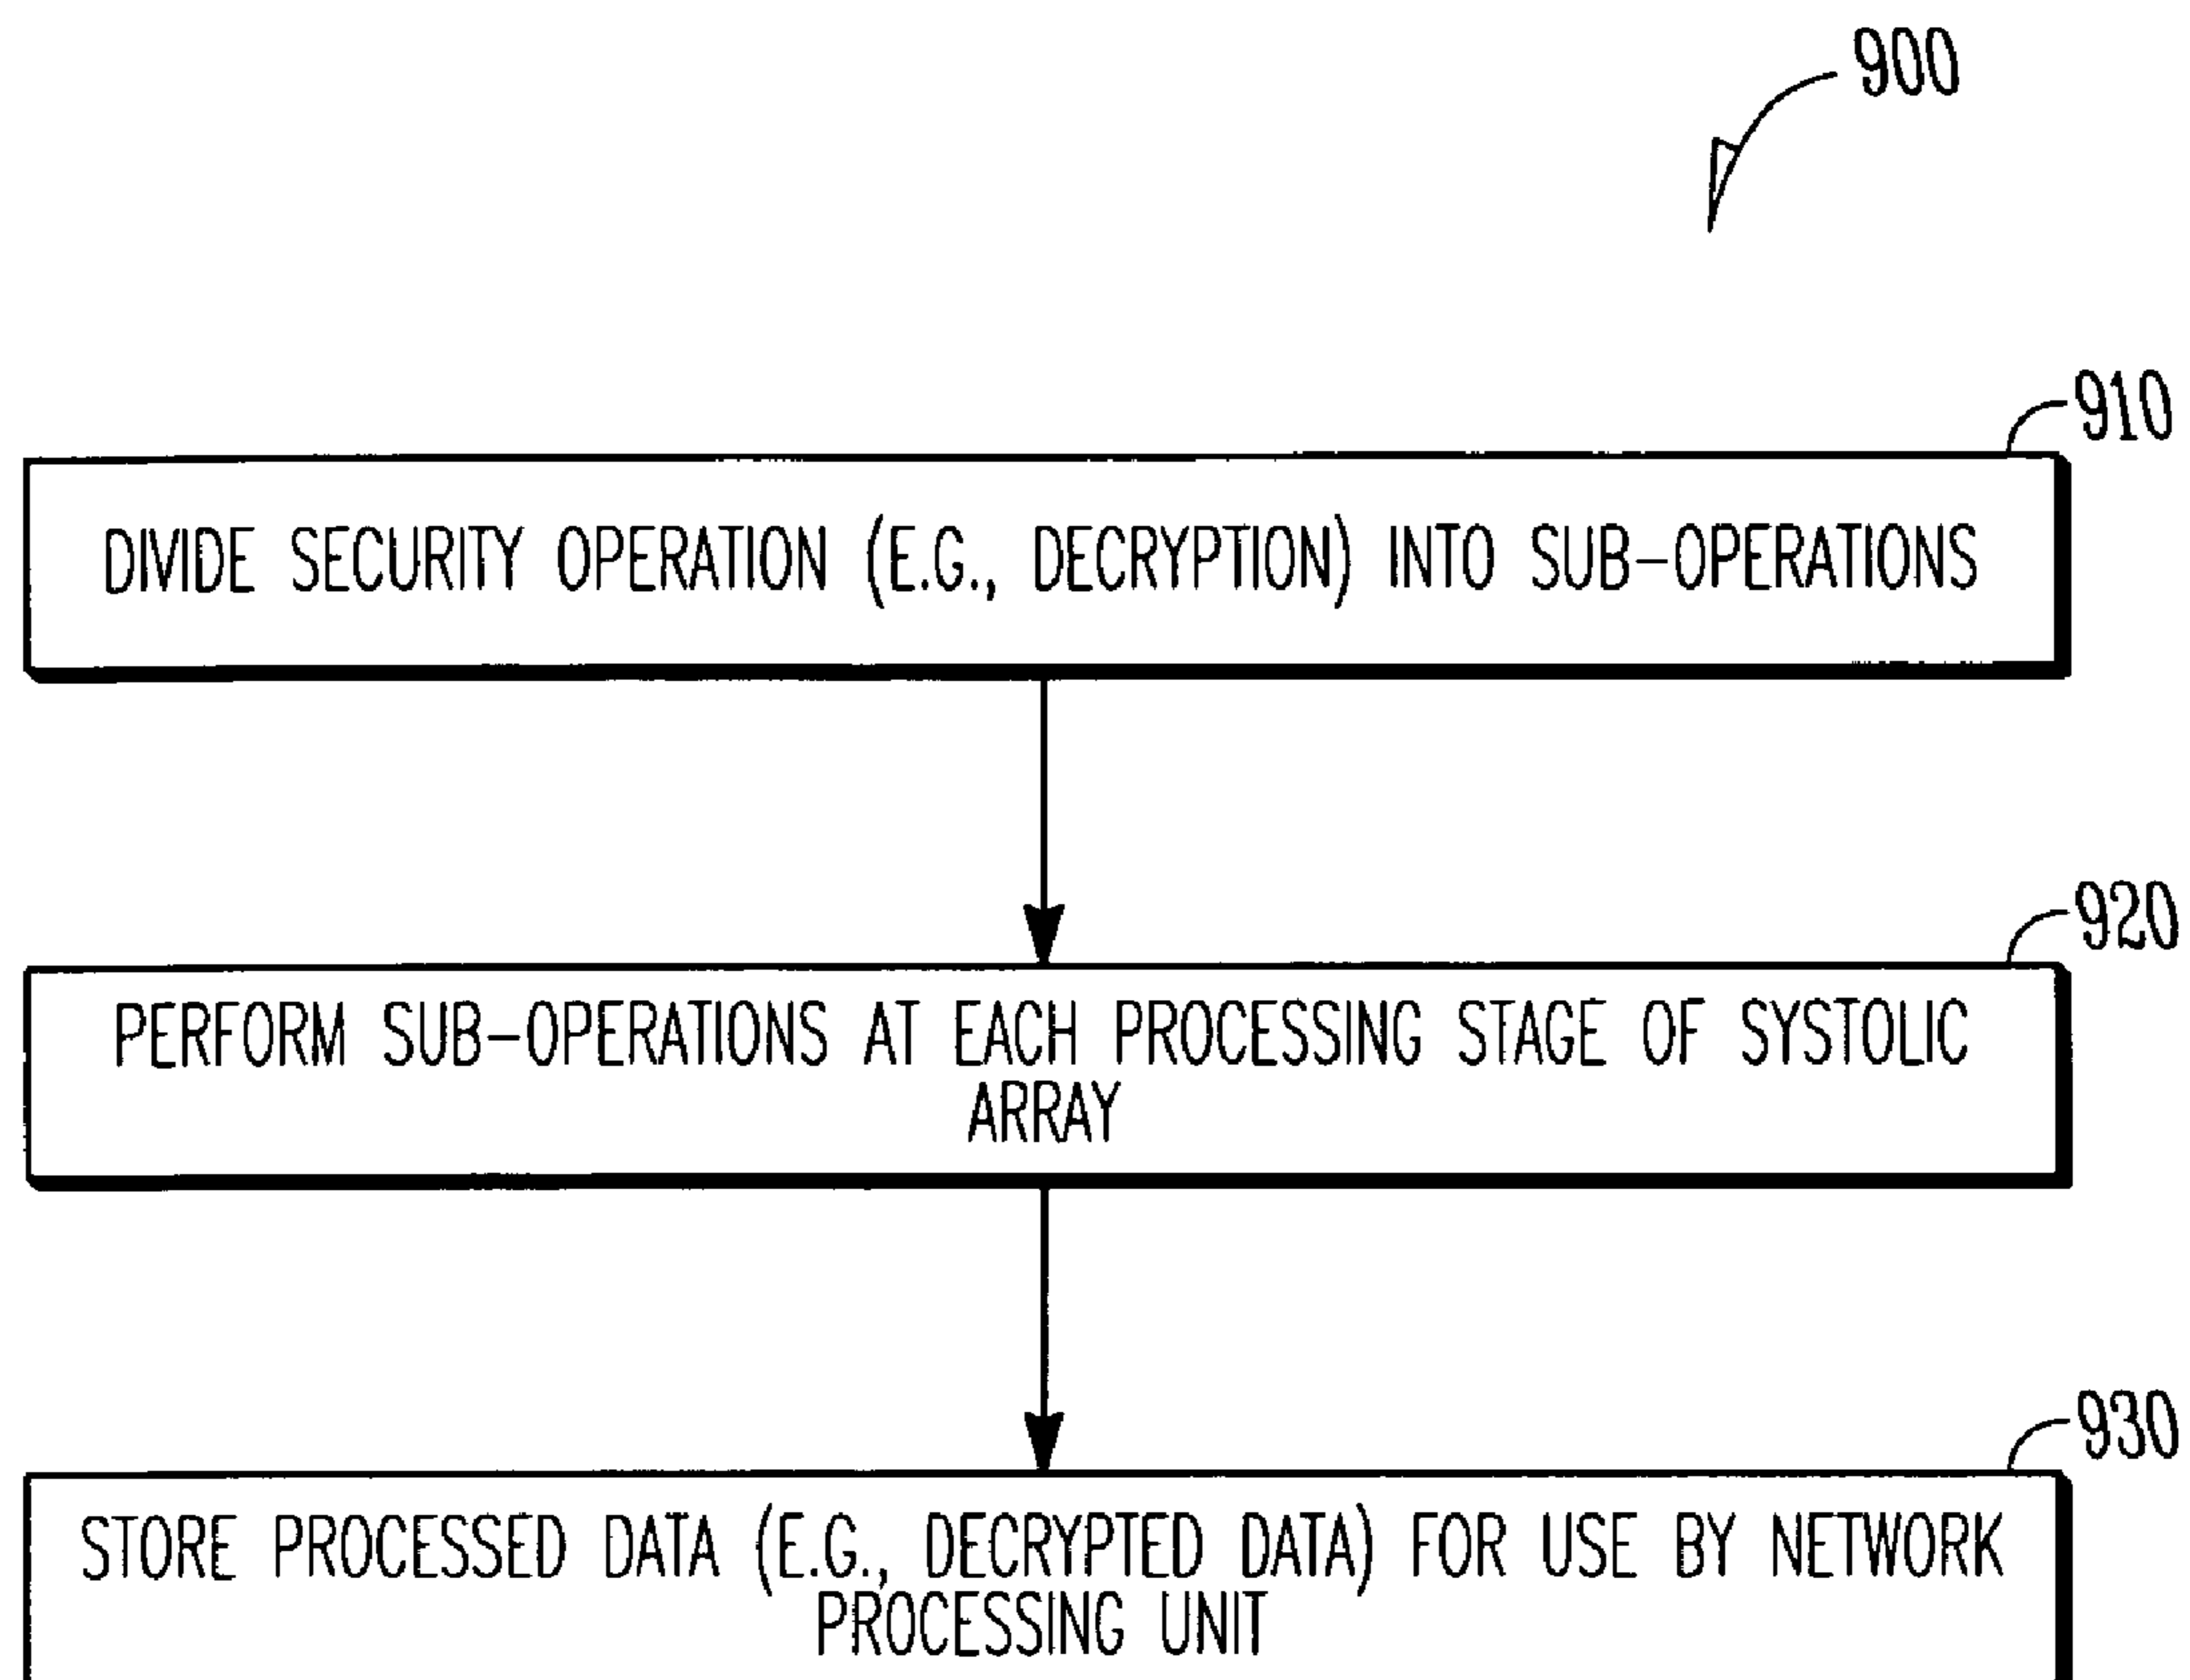 900
910
DIVIDE SECURITY OPERATION (E.G., DECRYPTION) INTO SUB-OPERATIONS
920
PERFORM SUB-OPERATIONS AT EACH PROCESSING STAGE OF SYSTOLIC
ARRAY
930
STORE PROCESSED DATA (E.G., DECRYPTED DATA) FOR USE BY NETWORK
PROCESSING UNIT